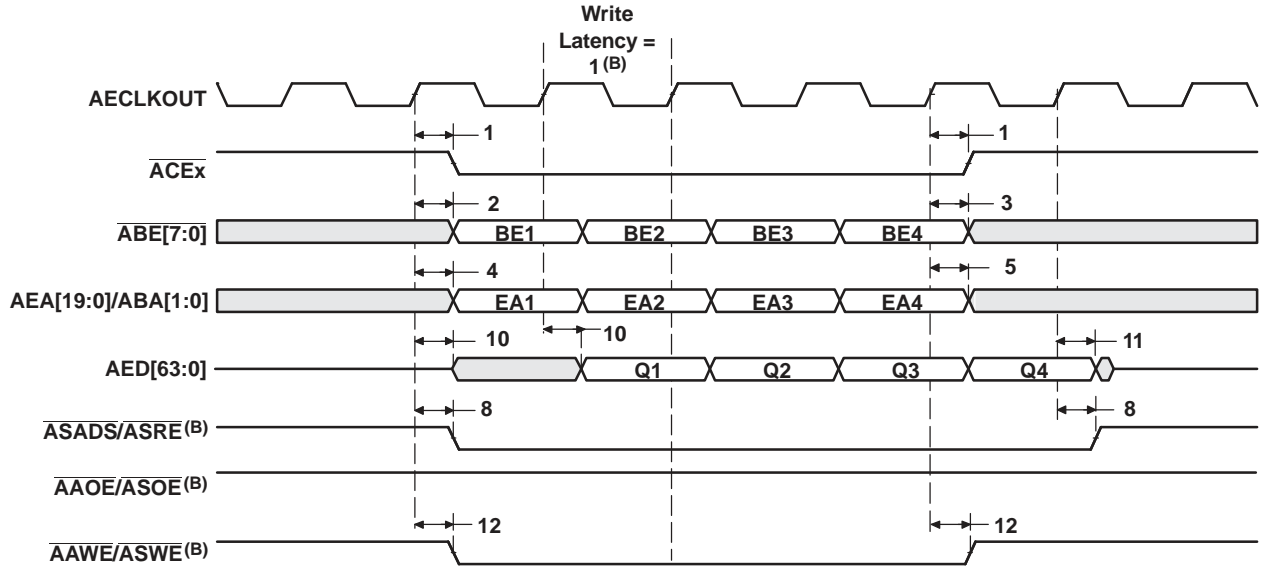 Write
Latency =
1(B)
AECLKOUT
1 1
ACEx
2 3
ABE[7:0] BE1 BE2 BE3 BE4
4 5
AEA[19:0]/ABA[1:0] EA1 EA2 EA3 EA4
10 10 11
AED[63:0] Q1 Q2 Q3 Q4
8 8
ASADS/ASRE(B)
AAOE/ASOE(B)
12 12
AAWE/ASWE(B)